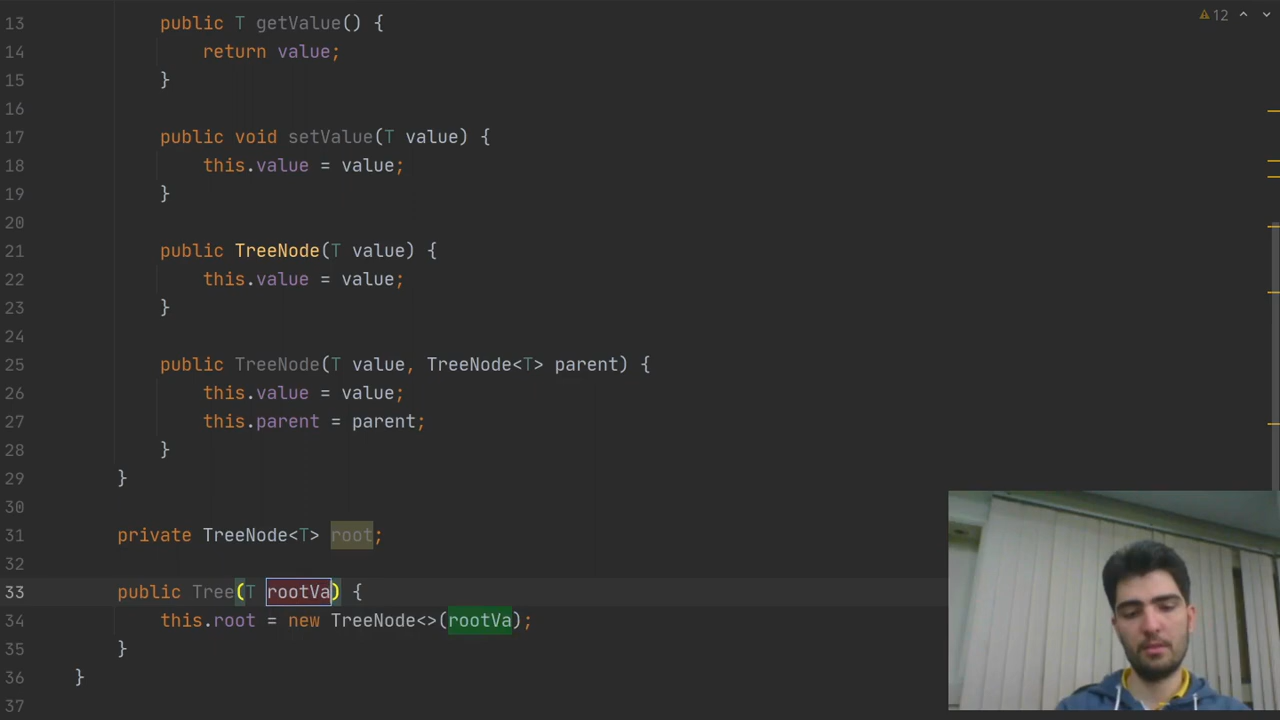 12
13 public T getValue() {
14 return value;
15 }
16
17 public void setValue(T value) {
18 this.value = value;
19 }
20
21 public TreeNode(T value) {
22 this.value = value;
23 }
24
25 public TreeNode(T value, TreeNode<T> parent) {
26 this.value = value;
27 this.parent = parent;
28 }
29 }
30
31 private TreeNode<T> root;
32
33 public Tree(T rootVa) {
34 this.root = new TreeNode<>(rootVa);
35 }
36 }
37